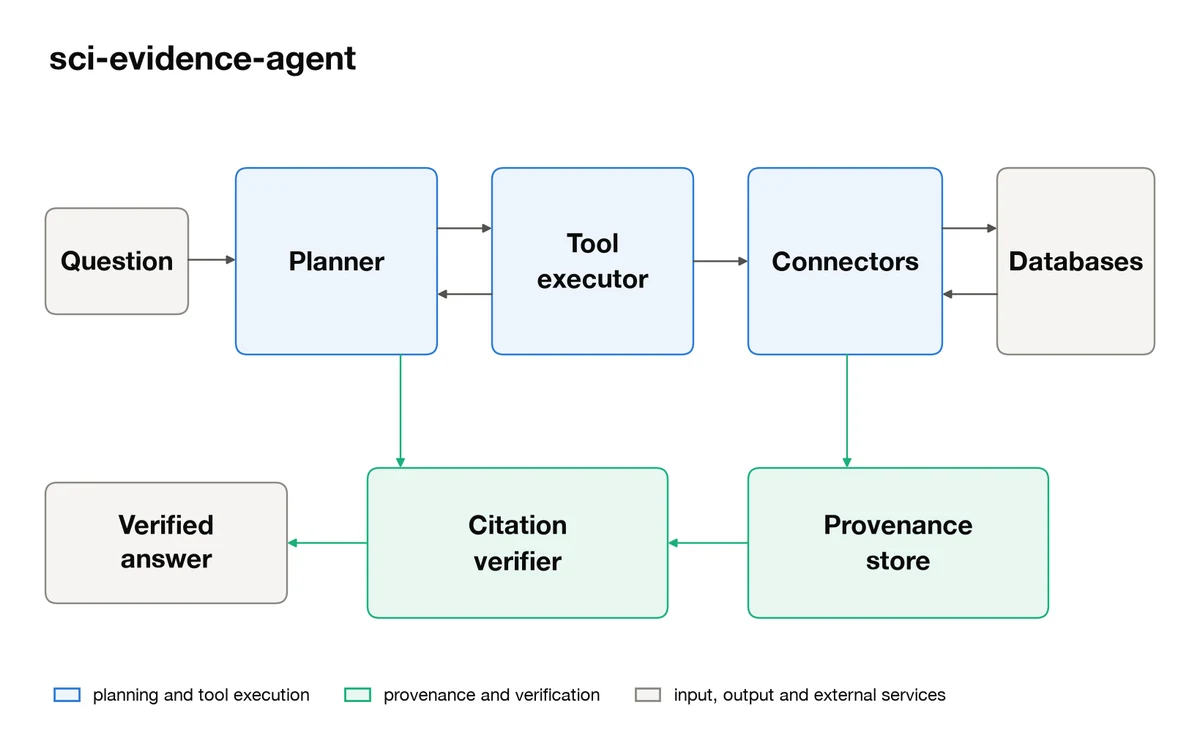 sci-evidence-agent
Question
Planner
Tool
executor
Connectors
Databases
Verified
answer
Citation
verifier
Provenance
store
planning and tool execution
provenance and verification
input, output and external services